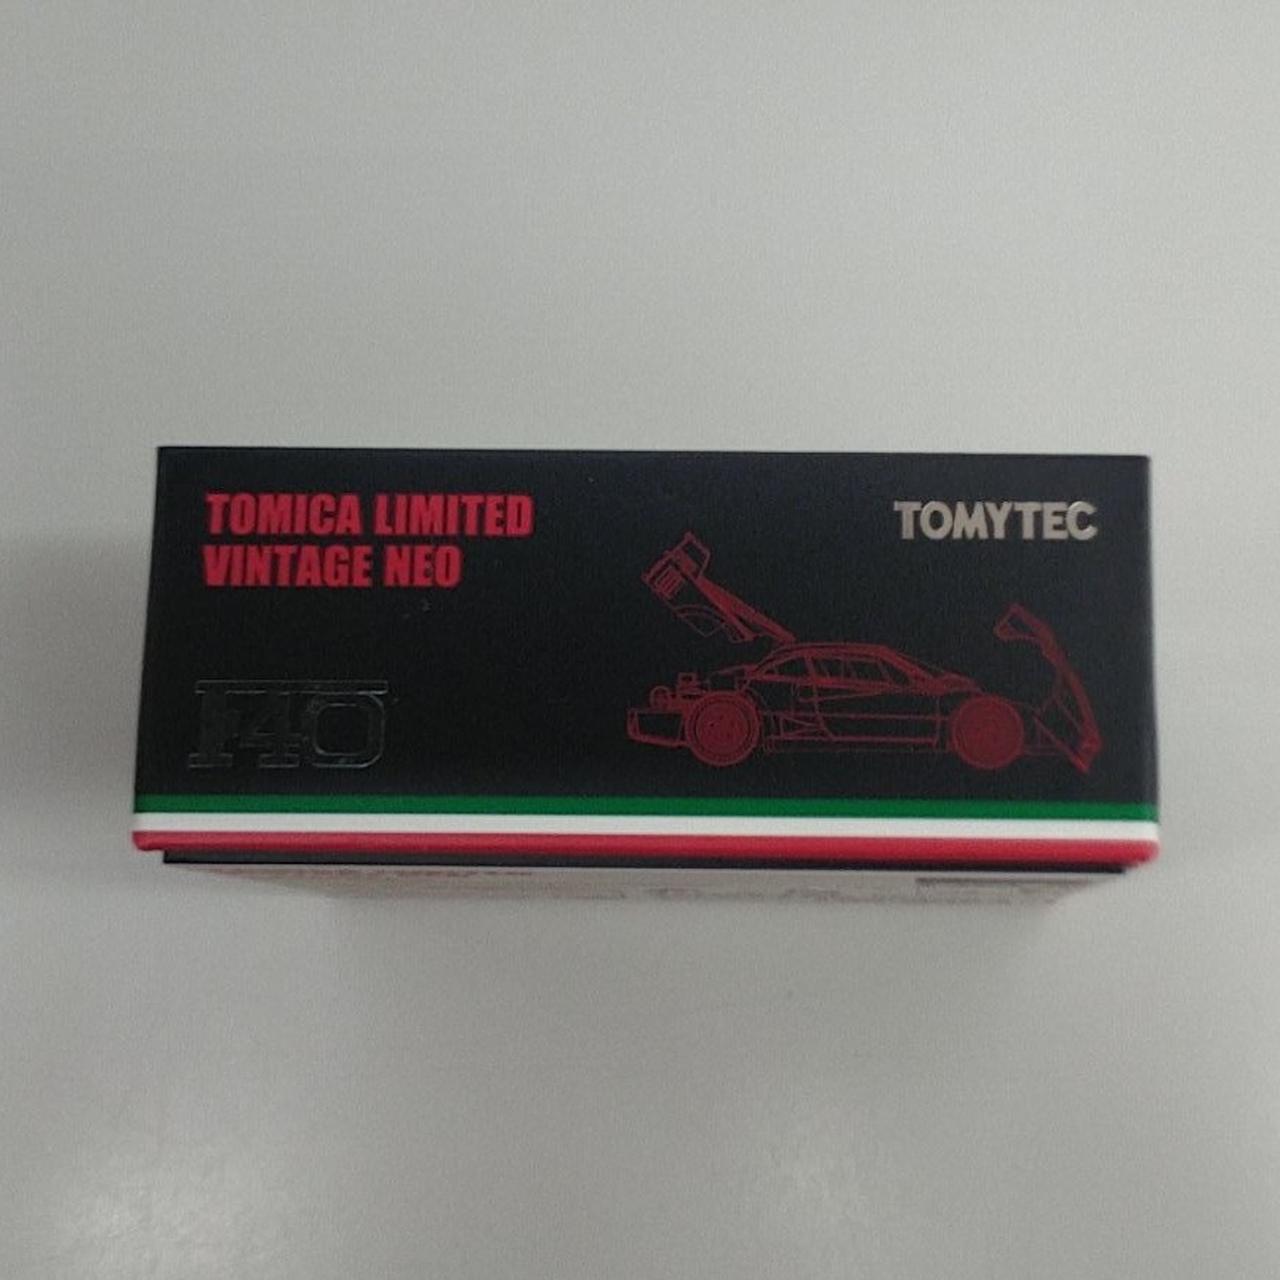 TOMICA LIMITED
VINTAGE NEO
TOMYTEC
F40